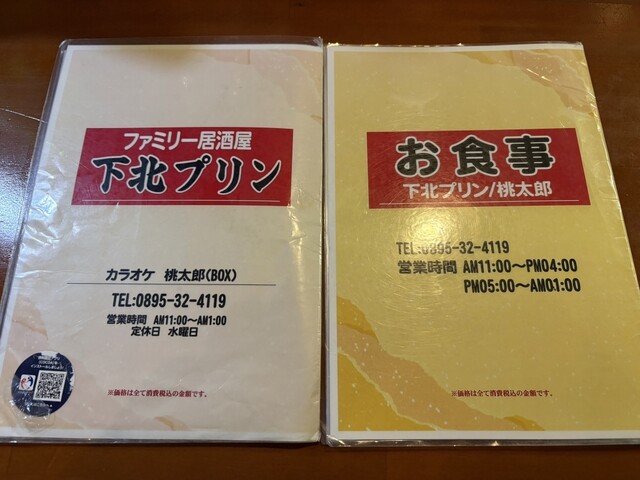 ファミリー居酒屋
下北プリン
カラオケ 桃太郎(BOX)
TEL:0895-32-4119
営業時間 AM11:00～AM1:00
定休日 水曜日
※価格は全て消費税込の金額です。
お食事
下北プリン/桃太郎
TEL:0895-32-4119
営業時間 AM11:00～PM04:00
PM05:00～AM01:00
※価格は全て消費税込の金額です。